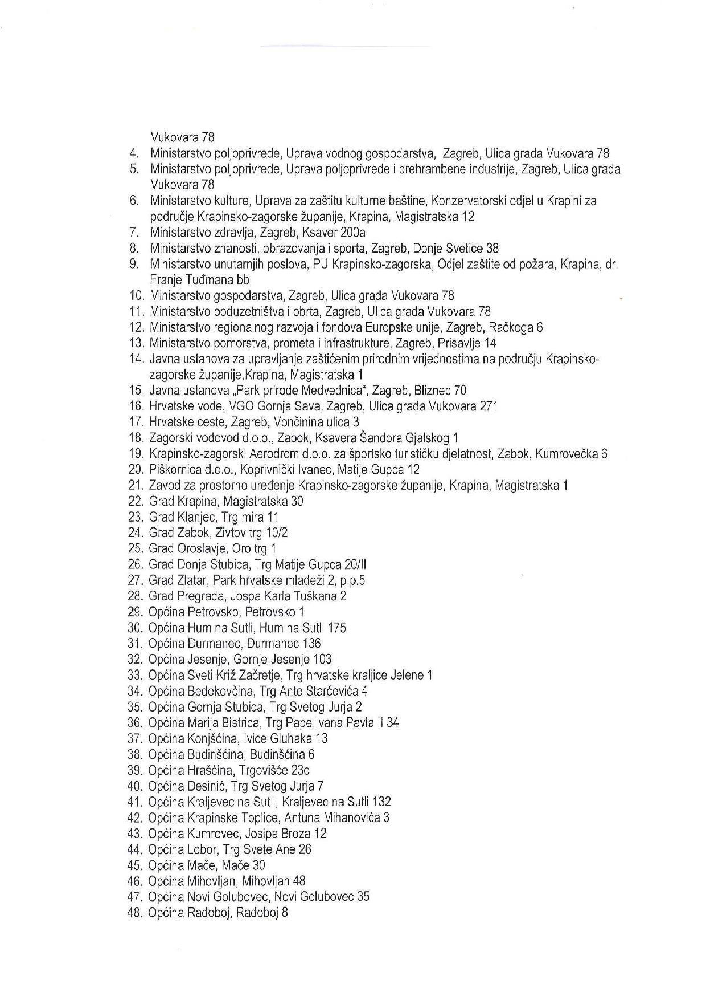 Vukovara 78
4. Ministarstvo poljoprivrede, Uprava vodnog gospodarstva, Zagreb, Ulica grada Vukovara 78
5. Ministarstvo poljoprivrede, Uprava poljoprivrede i prehrambene industrije, Zagreb, Ulica grada
Vukovara 78
6. Ministarstvo kulture, Uprava za zaštitu kulturne baštine, Konzervatorski odjel u Krapini za
područje Krapinsko-zagorske županije, Krapina, Magistratska 12
7. Ministarstvo zdravlja, Zagreb, Ksaver 200a
8. Ministarstvo znanosti, obrazovanja i sporta, Zagreb, Donje Svetice 38
9. Ministarstvo unutarnjih poslova, PU Krapinsko-zagorska, Odjel zaštite od požara, Krapina, dr.
Franje Tuđmana bb
10. Ministarstvo gospodarstva, Zagreb, Ulica grada Vukovara 78
11. Ministarstvo poduzetništva i obrta, Zagreb, Ulica grada Vukovara 78
12. Ministarstvo regionalnog razvoja i fondova Europske unije, Zagreb, Račkoga 6
13. Ministarstvo pomorstva, prometa i infrastrukture, Zagreb, Prisavlje 14
14. Javna ustanova za upravljanje zaštićenim prirodnim vrijednostima na području Krapinsko-
zagorske županije,Krapina, Magistratska 1
15. Javna ustanova „Park prirode Medvednica“, Zagreb, Bliznec 70
16. Hrvatske vode, VGO Gornja Sava, Zagreb, Ulica grada Vukovara 271
17. Hrvatske ceste, Zagreb, Vončinina ulica 3
18. Zagorski vodovod d.o.o., Zabok, Ksavera Šandora Gjalskog 1
19. Krapinsko-zagorski Aerodrom d.o.o. za športsko turističku djelatnost, Zabok, Kumrovečka 6
20. Piškornica d.o.o., Koprivnički Ivanec, Matije Gupca 12
21. Zavod za prostorno uređenje Krapinsko-zagorske županije, Krapina, Magistratska 1
22. Grad Krapina, Magistratska 30
23. Grad Klanjec, Trg mira 11
24. Grad Zabok, Zivtov trg 10/2
25. Grad Oroslavje, Oro trg 1
26. Grad Donja Stubica, Trg Matije Gupca 20/II
27. Grad Zlatar, Park hrvatske mladeži 2, p.p.5
28. Grad Pregrada, Jospa Karla Tuškana 2
29. Općina Petrovsko, Petrovsko 1
30. Općina Hum na Sutli, Hum na Sutli 175
31. Općina Đurmanec, Đurmanec 136
32. Općina Jesenje, Gornje Jesenje 103
33. Općina Sveti Križ Začretje, Trg hrvatske kraljice Jelene 1
34. Općina Bedekovčina, Trg Ante Starčevića 4
35. Općina Gornja Stubica, Trg Svetog Jurja 2
36. Općina Marija Bistrica, Trg Pape Ivana Pavla II 34
37. Općina Konjšćina, Ivice Gluhaka 13
38. Općina Budinšćina, Budinšćina 6
39. Općina Hrašćina, Trgovišće 23c
40. Općina Desinić, Trg Svetog Jurja 7
41. Općina Kraljevec na Sutli, Kraljevec na Sutli 132
42. Općina Krapinske Toplice, Antuna Mihanovića 3
43. Općina Kumrovec, Josipa Broza 12
44. Općina Lobor, Trg Svete Ane 26
45. Općina Mače, Mače 30
46. Općina Mihovljan, Mihovljan 48
47. Općina Novi Golubovec, Novi Golubovec 35
48. Općina Radoboj, Radoboj 8